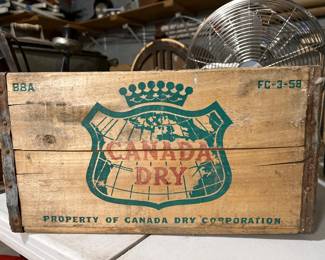 BBA FC-3-58
CANADA
DRY
PROPERTY OF CANADA DRY CORPORATION